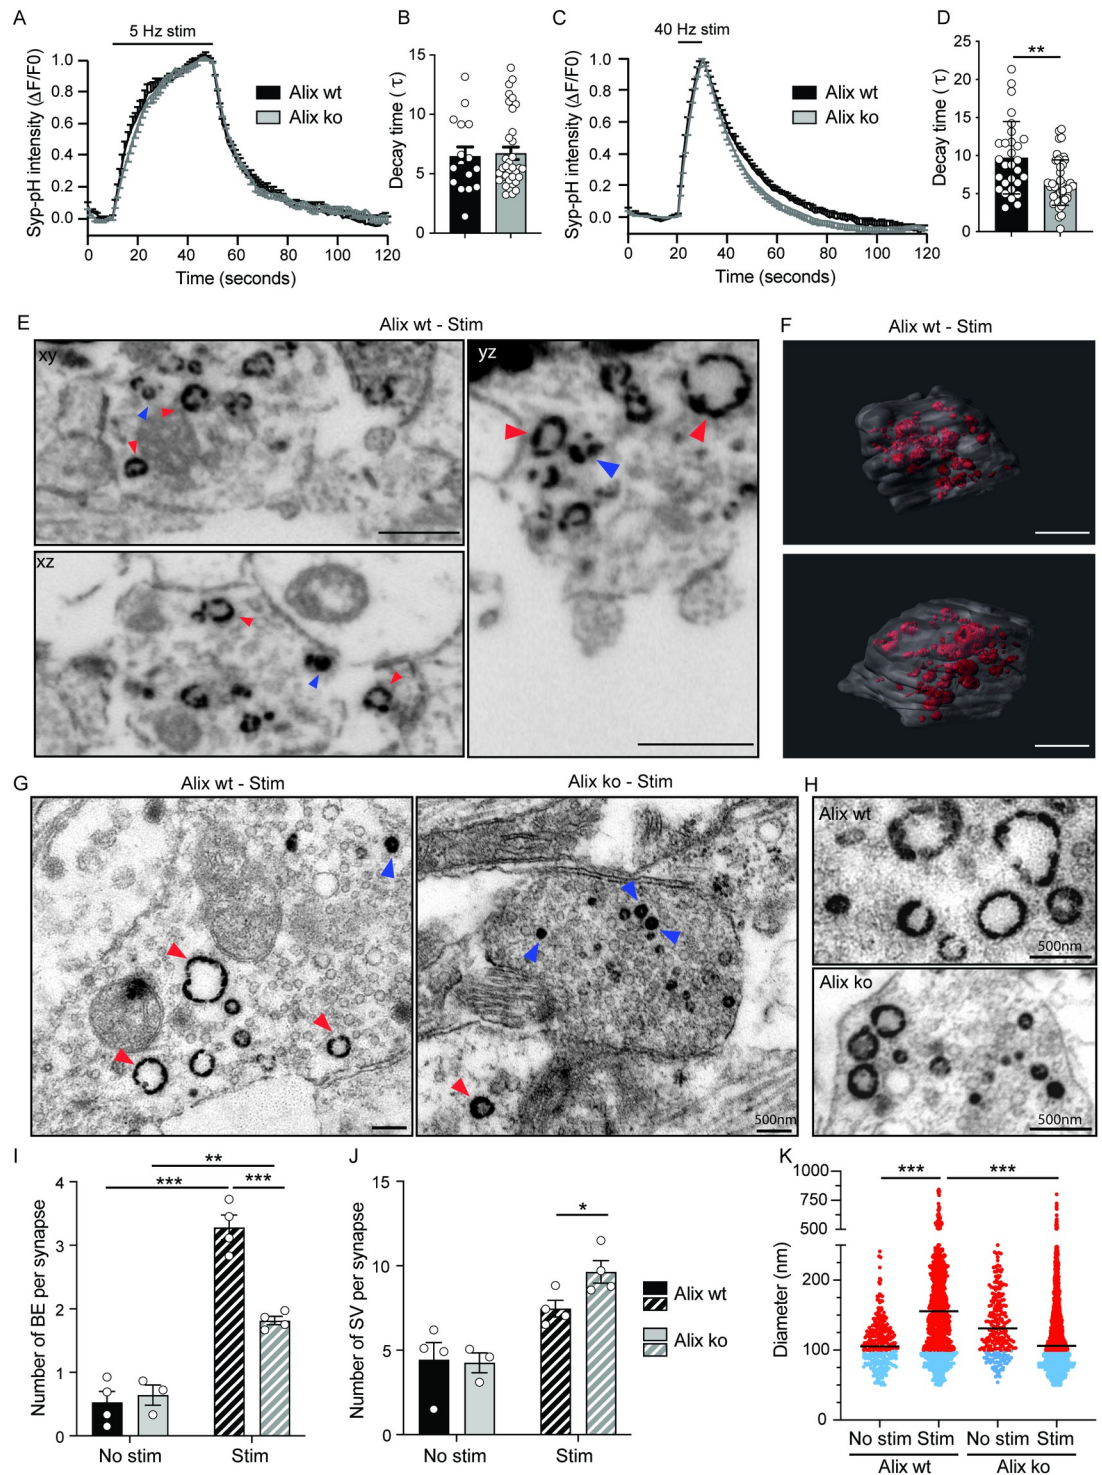 A
5 Hz stim
Syp-pH intensity (ΔF/F0)
1.0
0.8
0.6
0.4
0.2
0.0
Alix wt
Alix ko
0 20 40 60 80 100 120
Time (seconds)
B
Decay time ( τ)
15
10
5
0
C
40 Hz stim
Syp-pH intensity (ΔF/F0)
1.0
0.8
0.6
0.4
0.2
0.0
Alix wt
Alix ko
0 20 40 60 80 100 120
Time (seconds)
D
**
Decay time ( τ)
25
20
15
10
5
0
E
Alix wt - Stim
xy
yz
xz
F
Alix wt - Stim
G
Alix wt - Stim
Alix ko - Stim
500nm
H
Alix wt
500nm
Alix ko
500nm
I
**
*** ***
Number of BE per synapse
4
3
2
1
0
No stim Stim
J
*
Number of SV per synapse
15
10
5
0
No stim Stim
Alix wt
Alix ko
K
*** ***
Diameter (nm)
1000
750
500
200
100
0
No stim Stim No stim Stim
Alix wt Alix ko